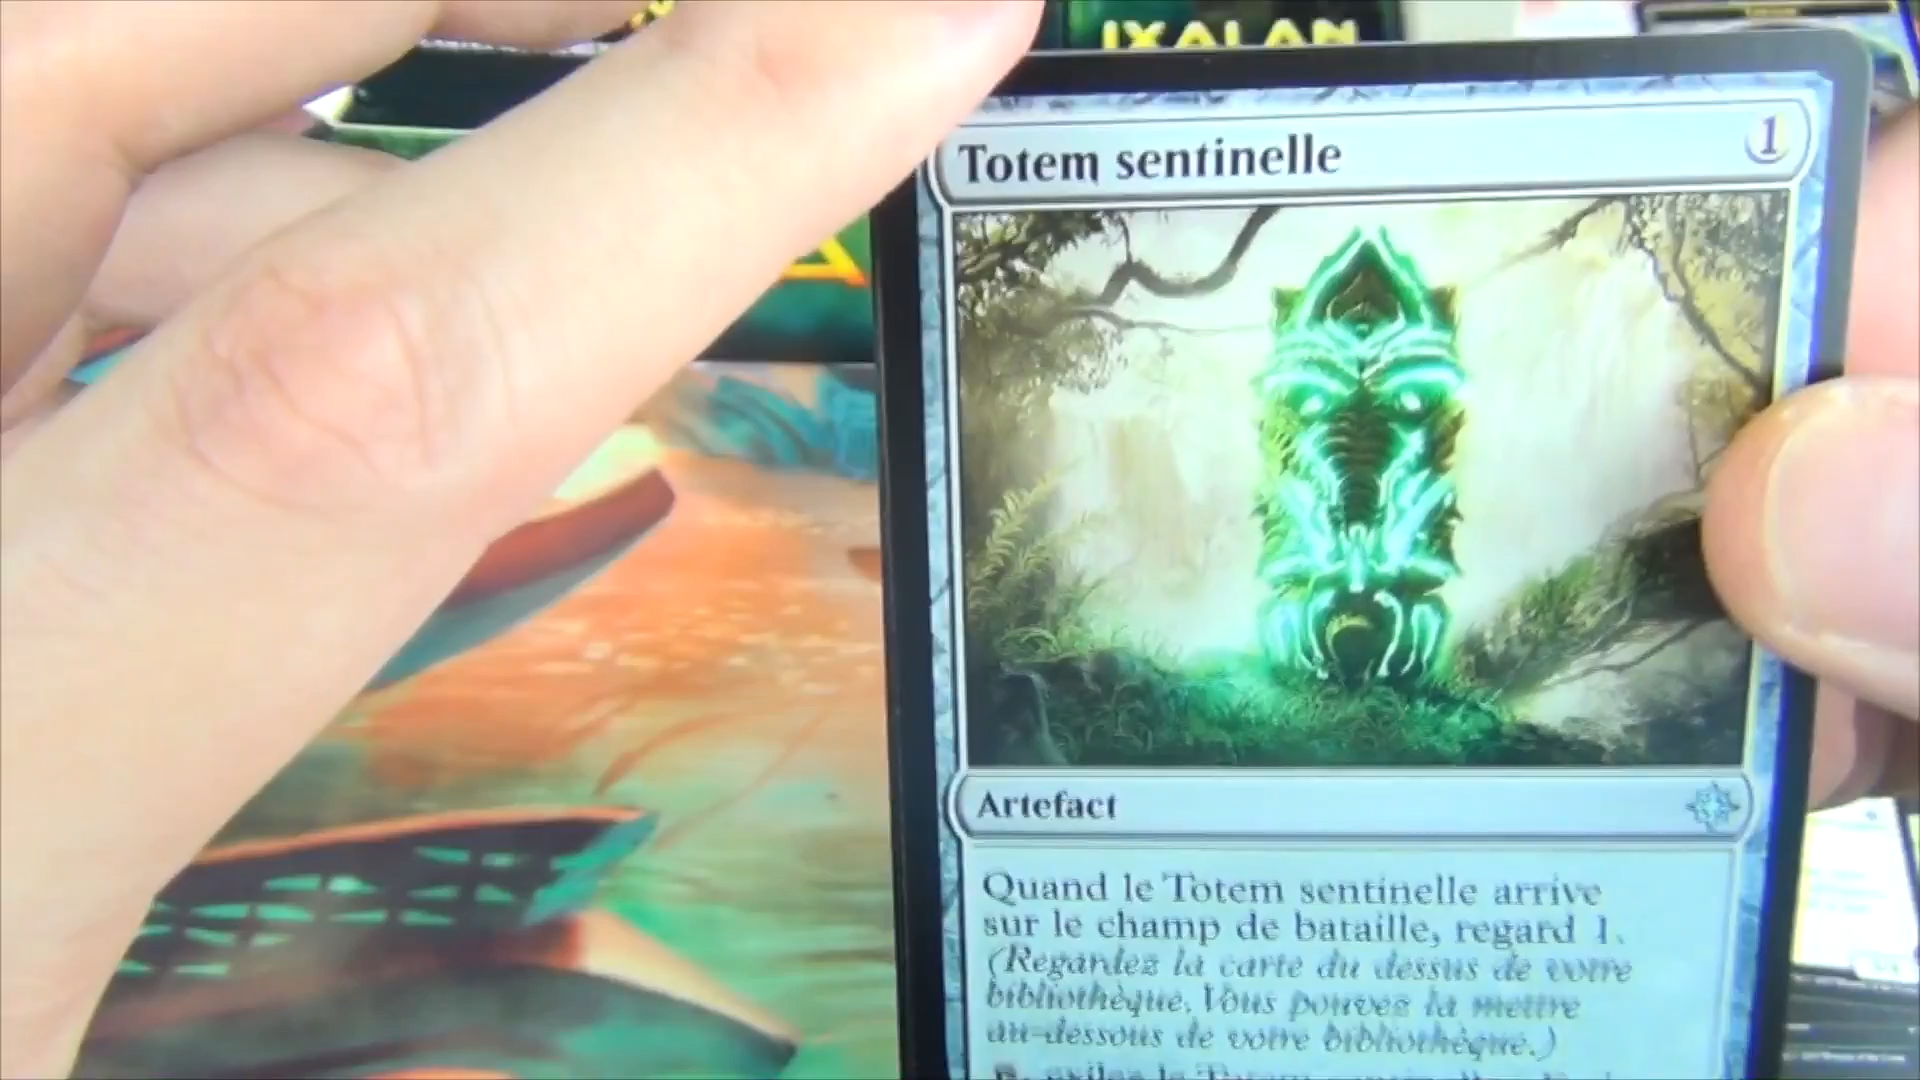 IXALAN
Totem sentinelle
1
Artefact
Quand le Totem sentinelle arrive
sur le champ de bataille, regard 1.
(Regardez la carte du dessus de votre
bibliothèque. Vous pouvez la mettre
au-dessous de votre bibliothèque.)